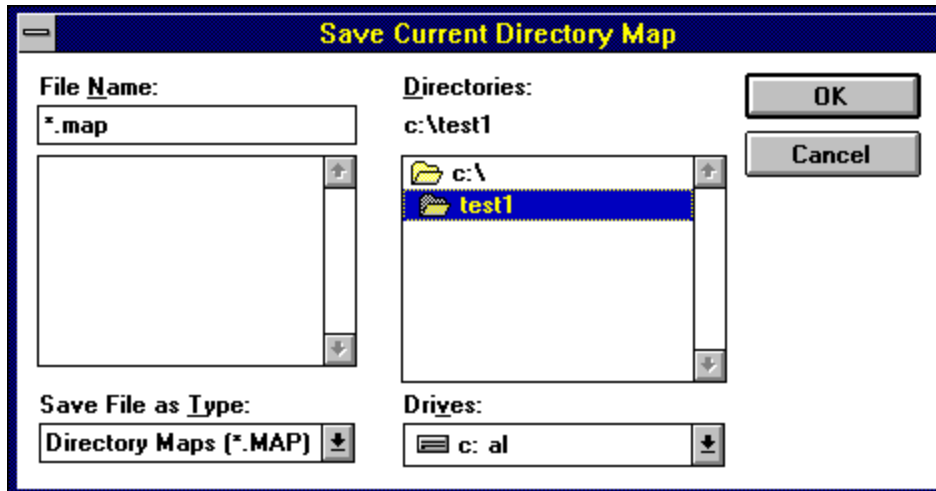 Save Current Directory Map
File Name:
*.map
Directories:
c:\test1
c:\
test1
OK
Cancel
Save File as Type:
Directory Maps (*.MAP)
Drives:
c: al